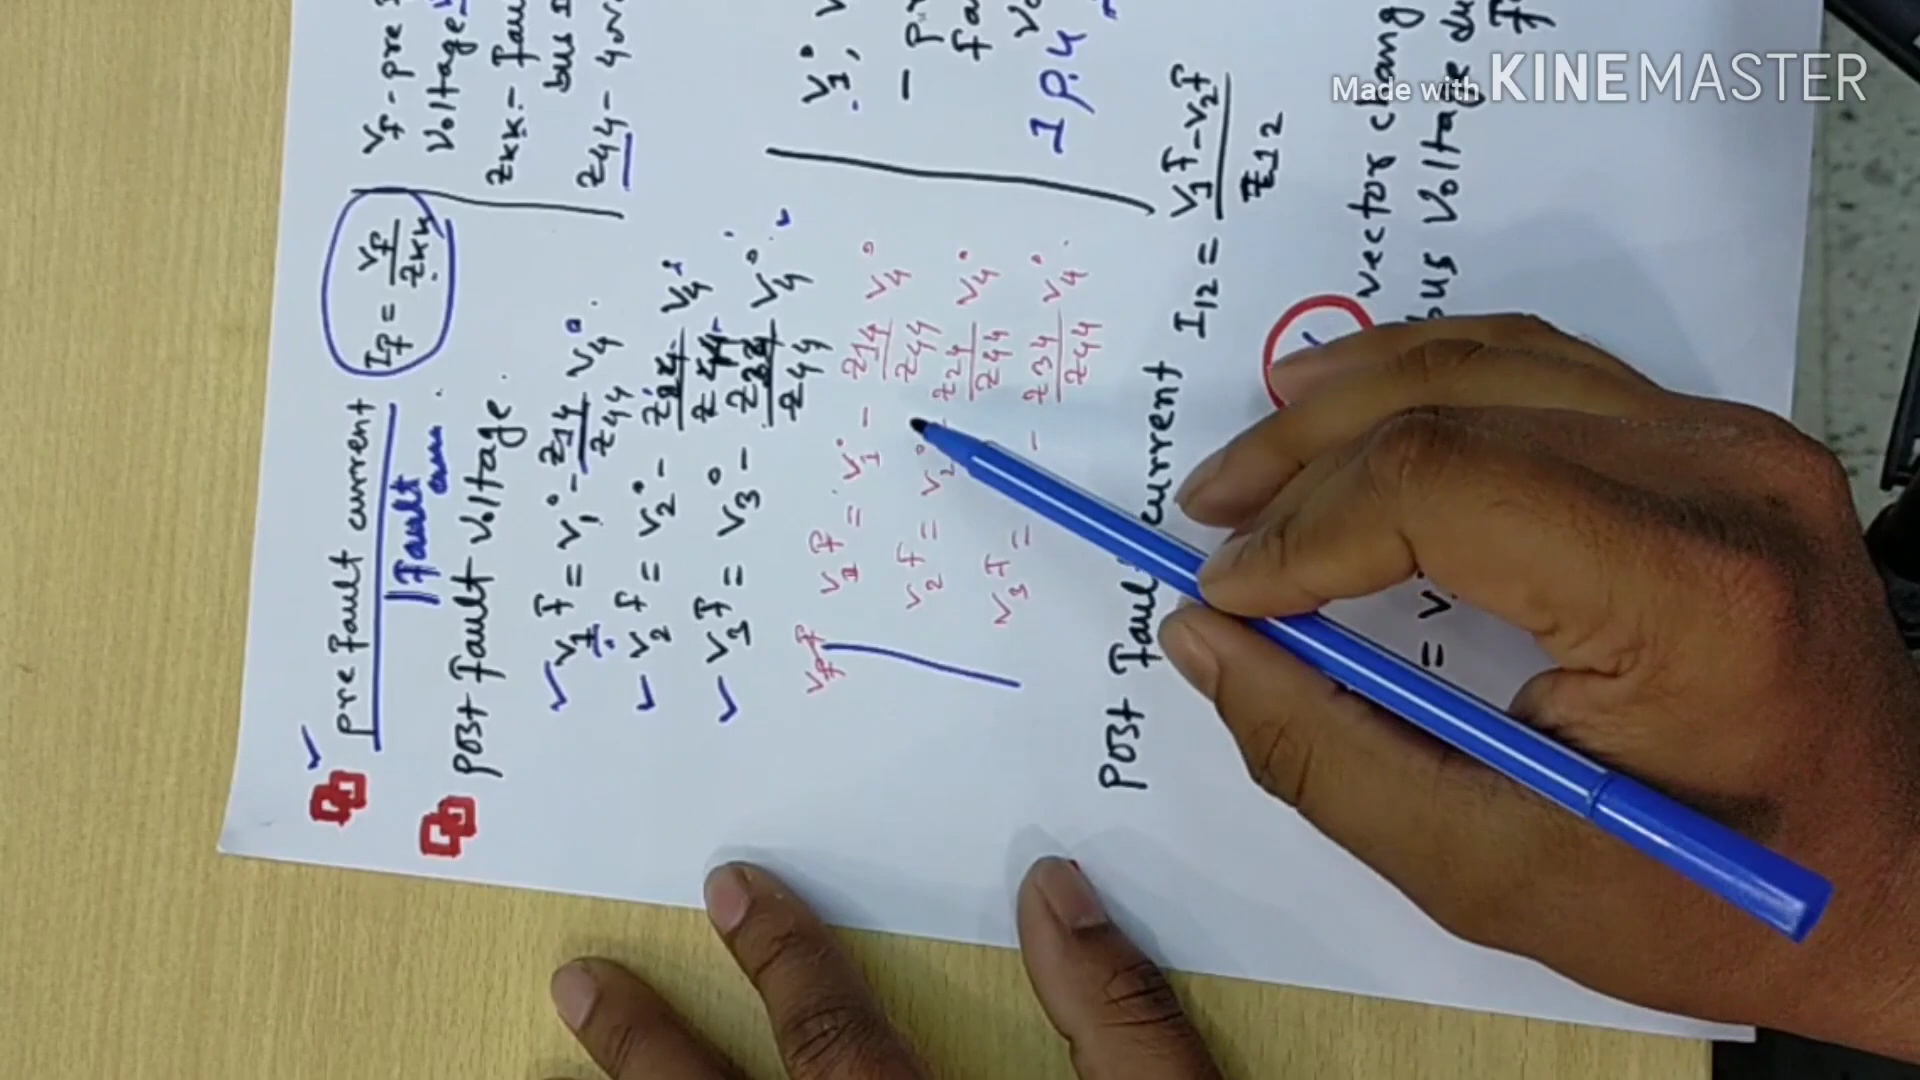 Made with KINEMASTER
pre fault current
If = Vf / Zkk
Vf - pre
Fault
Voltage
Zkk - fau
post fault voltage.
bus
Z44 -
V1F = V1° - Z14 / Z44 V4°.
V2F = V2° - Z24 / Z44 V4°
V3F = V3° - Z34 / Z44 V4°
V1°, V
V1F = V1° - Z14 / Z44 V4°
V2F = V2° - Z24 / Z44 V4°
V3F = - Z34 / Z44 V4°.
post fault current I12 = V1F - V2F / Z12
vector chang
bus voltage du
= V